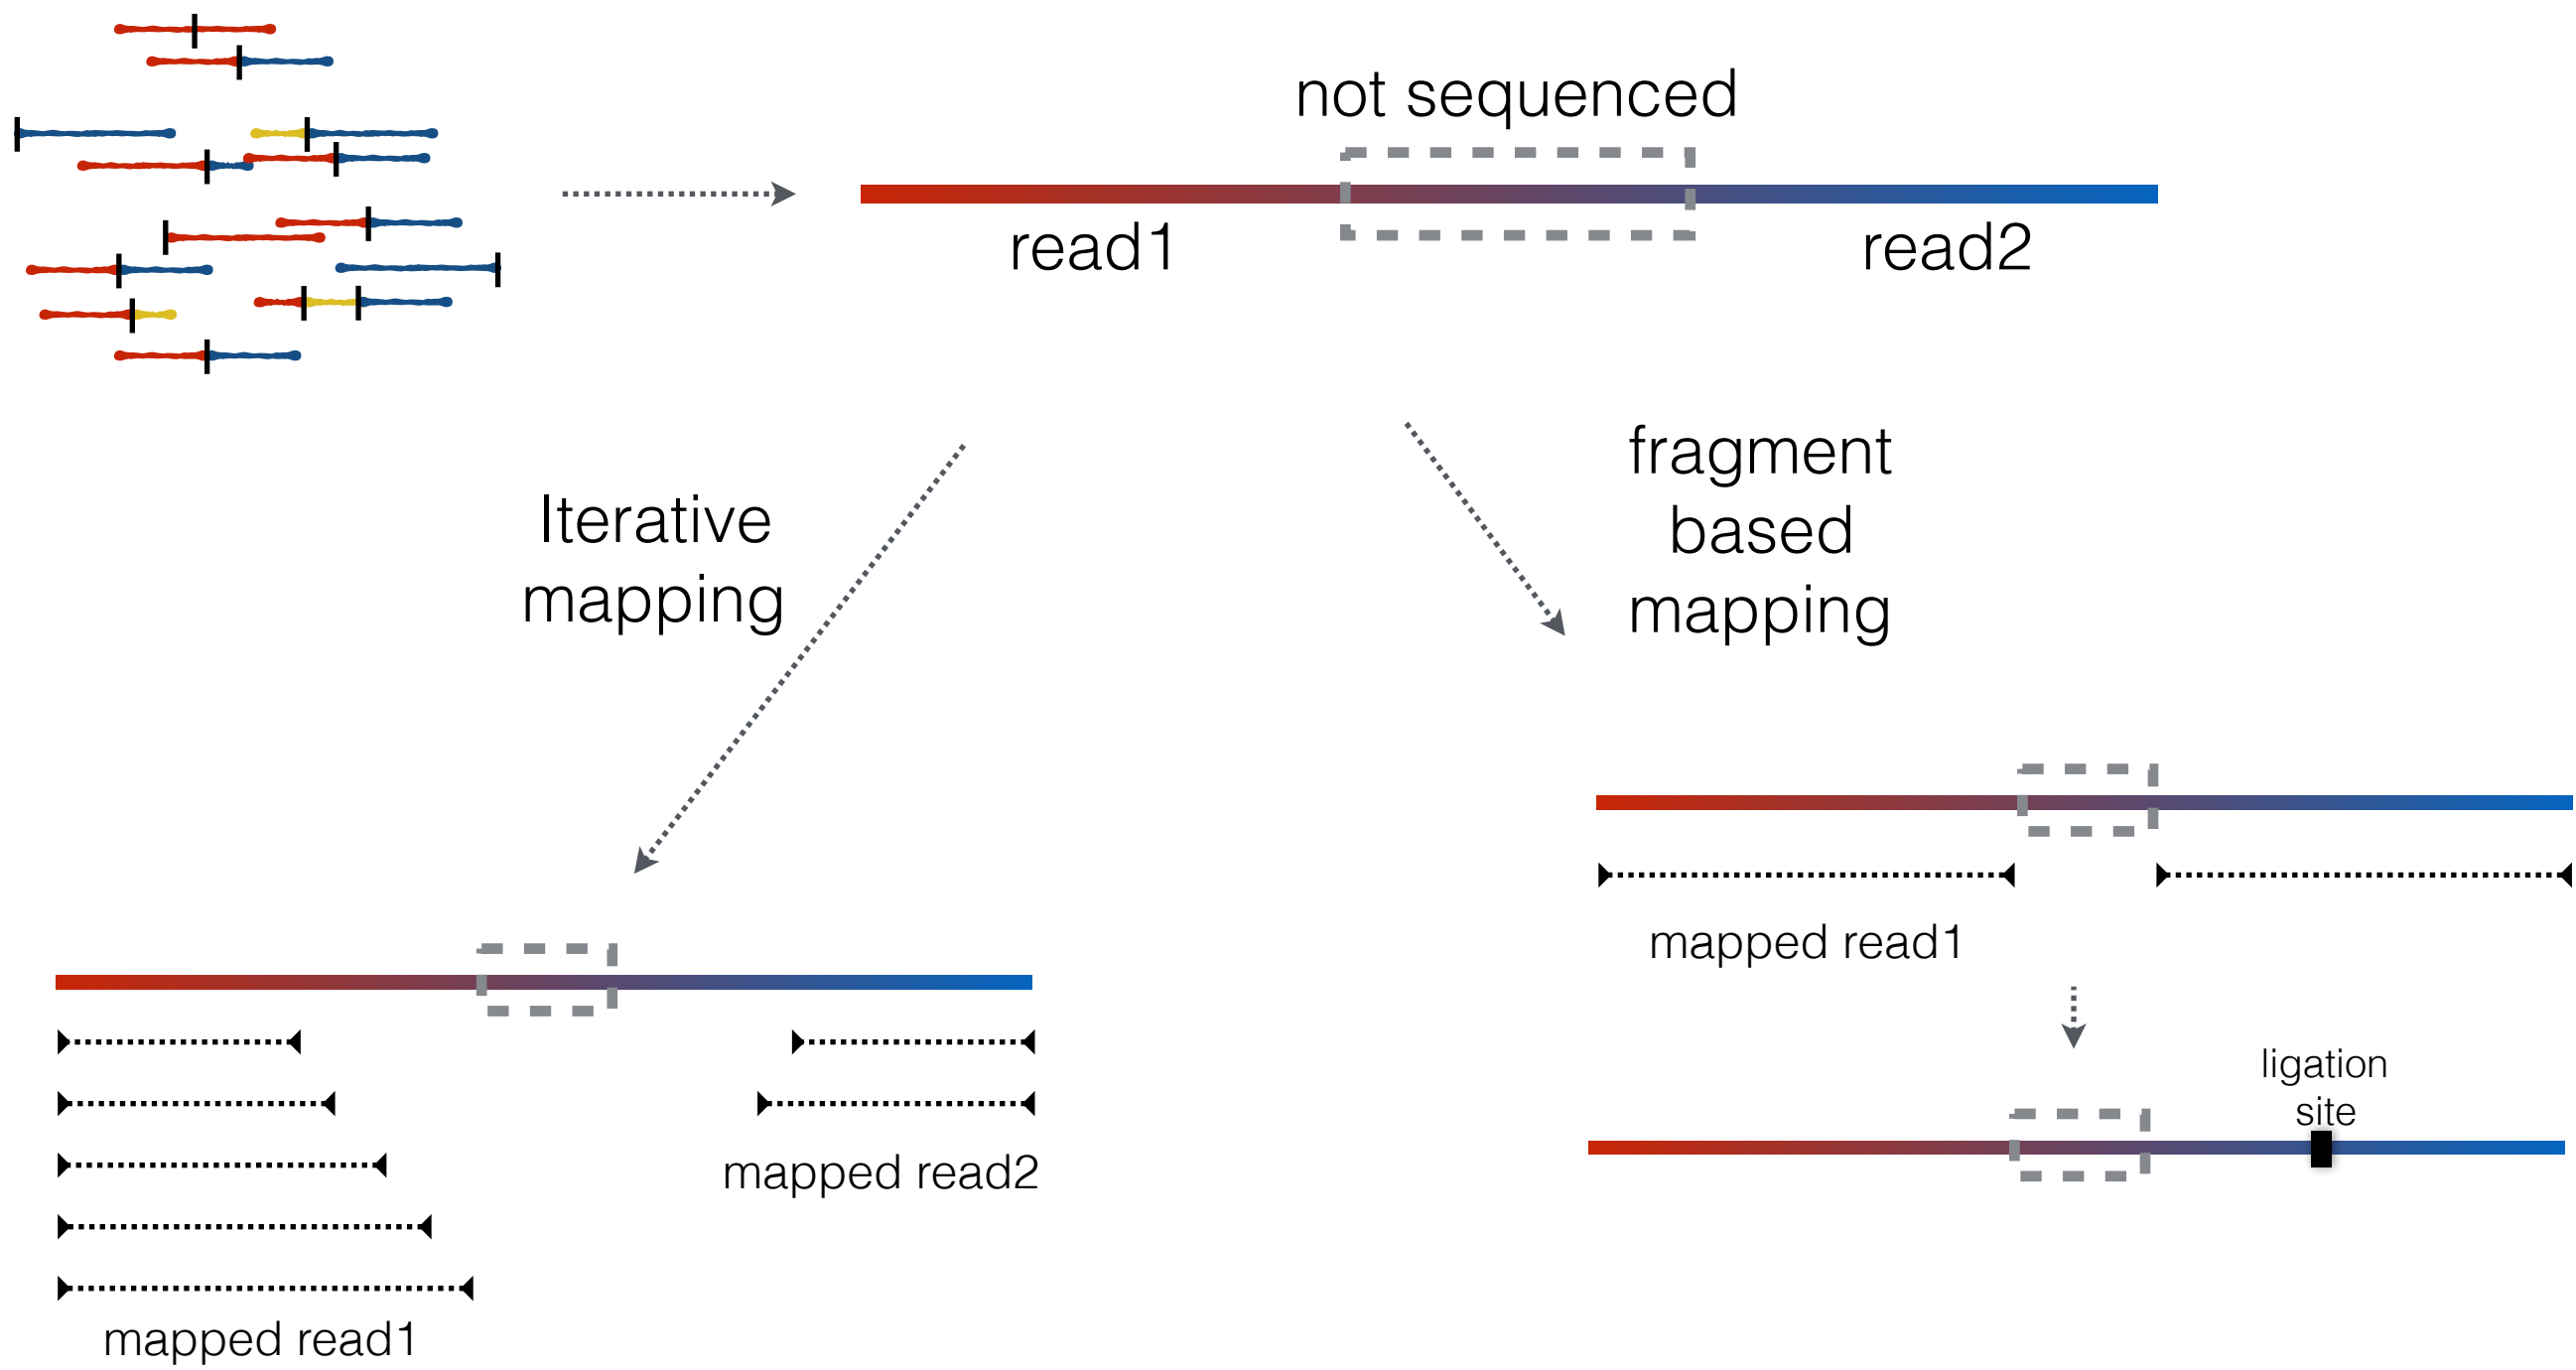 not sequenced
read1
read2
Iterative
mapping
fragment
based
mapping
mapped read1
ligation
site
mapped read2
mapped read1